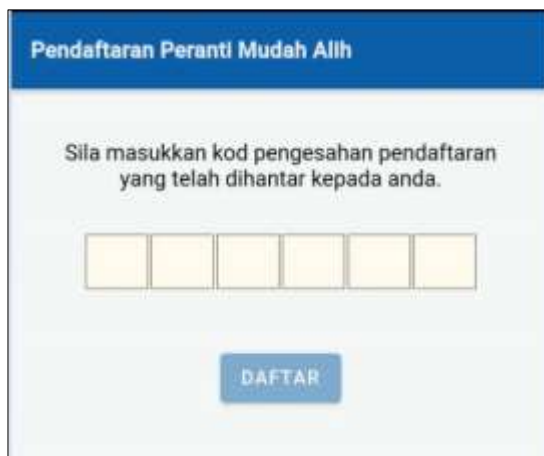 Pendaftaran Peranti Mudah Alih
Sila masukkan kod pengesahan pendaftaran
yang telah dihantar kepada anda.
DAFTAR